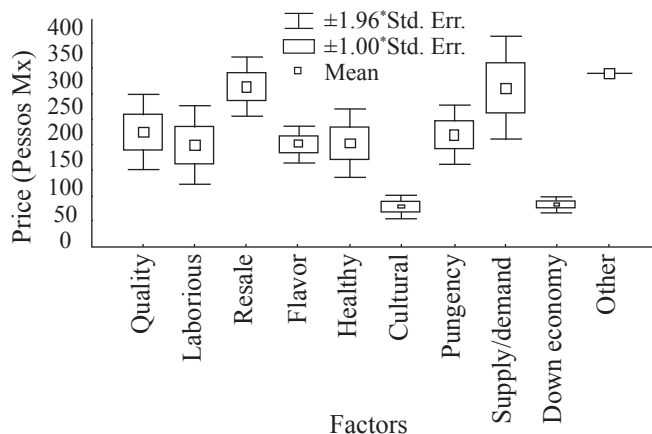 ±1.96*Std. Err.
±1.00*Std. Err.
Mean
Price (Pessos Mx)
400
350
300
250
200
150
100
50
0
Quality
Laborious
Resale
Flavor
Healthy
Cultural
Pungency
Supply/demand
Down economy
Other
Factors